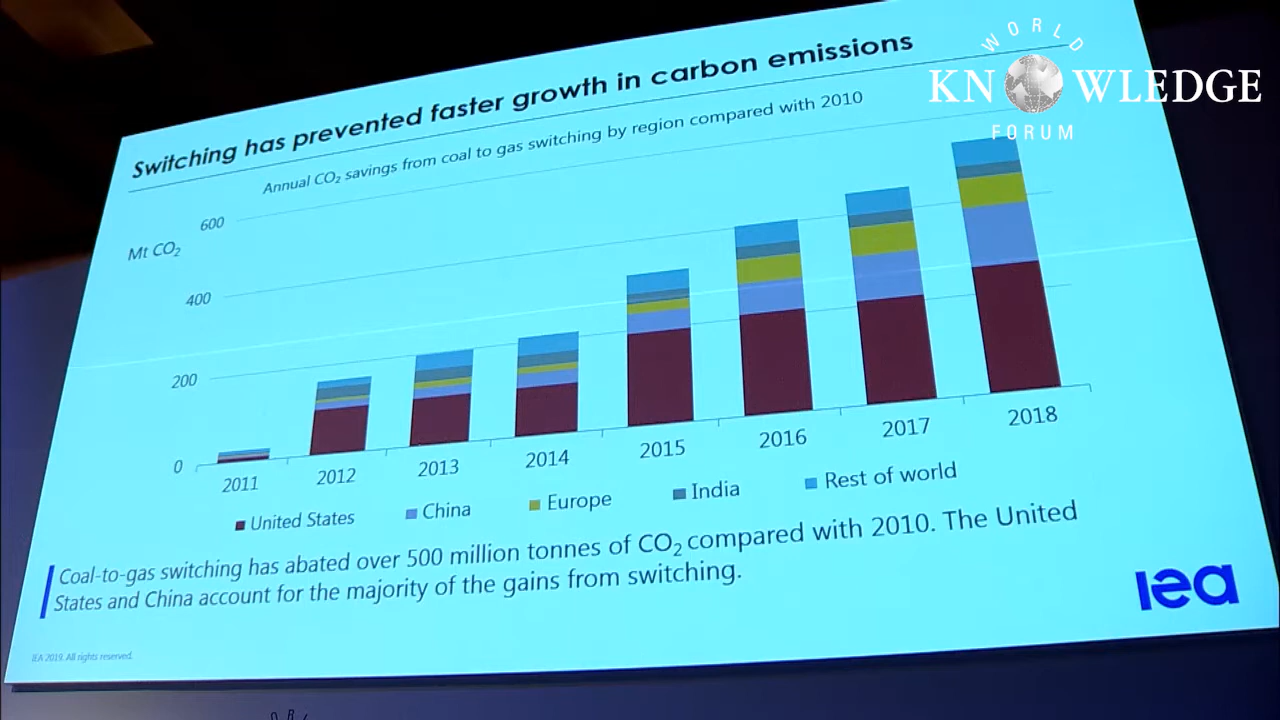 WORLD
KNOWLEDGE
FORUM
Switching has prevented faster growth in carbon emissions
Annual CO₂ savings from coal to gas switching by region compared with 2010
Mt CO₂
600
400
200
0
2011 2012 2013 2014 2015 2016 2017 2018
United States China Europe India Rest of world
Coal-to-gas switching has abated over 500 million tonnes of CO₂ compared with 2010. The United
States and China account for the majority of the gains from switching.
iea
IEA 2019. All rights reserved.